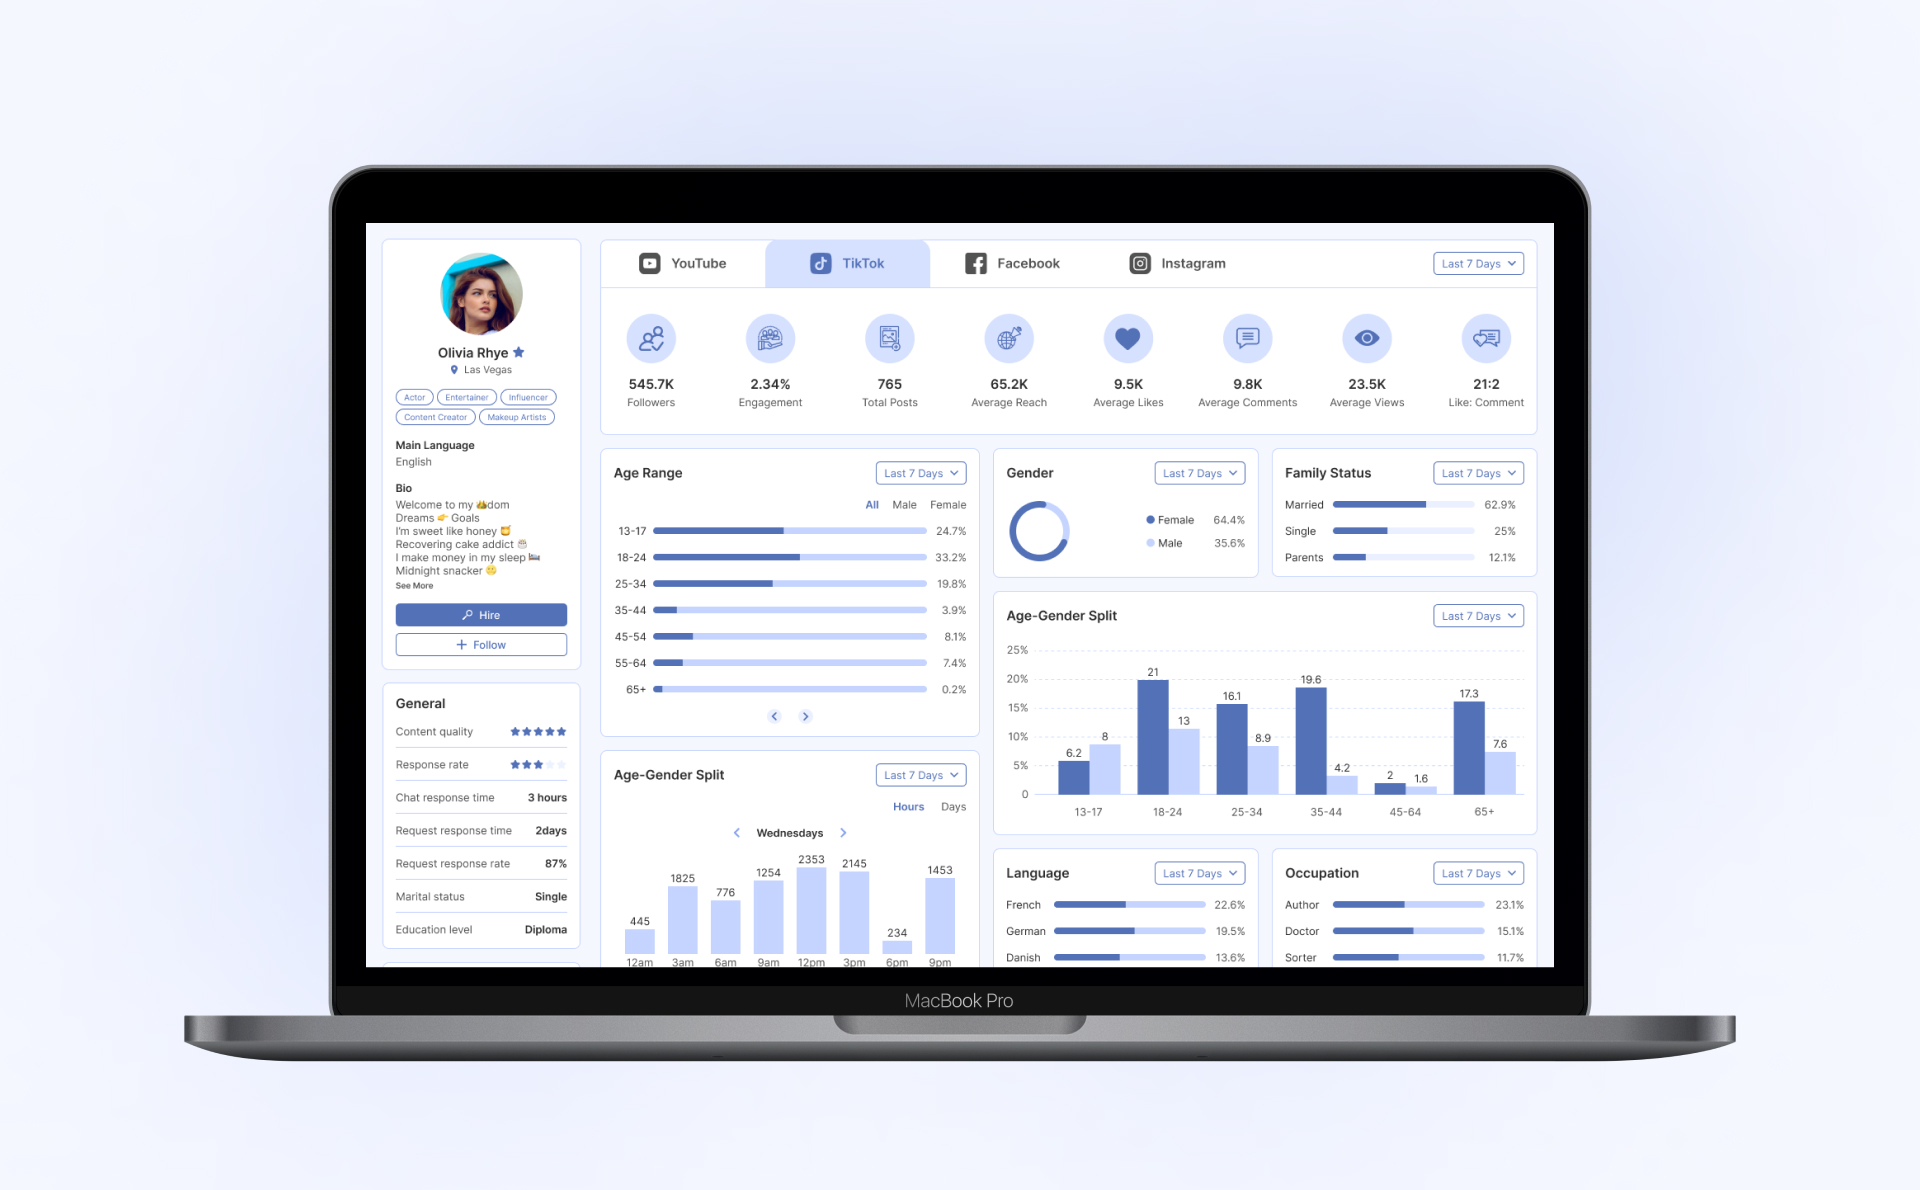 Olivia Rhye
Las Vegas
Actor
Entertainer
Influencer
Content Creator
Makeup Artists
Main Language
English
Bio
Welcome to my 👑dom
Dreams 👉 Goals
I'm sweet like honey 🍯
Recovering cake addict 🍰
I make money in my sleep 🛌
Midnight snacker 🤫
See More
Hire
Follow
General
Content quality
Response rate
Chat response time 3 hours
Request response time 2days
Request response rate 87%
Marital status Single
Education level Diploma
YouTube TikTok Facebook Instagram Last 7 Days
545.7K 2.34% 765 65.2K 9.5K 9.8K 23.5K 21:2
Followers Engagement Total Posts Average Reach Average Likes Average Comments Average Views Like: Comment
Age Range Last 7 Days
All Male Female
13-17 24.7%
18-24 33.2%
25-34 19.8%
35-44 3.9%
45-54 8.1%
55-64 7.4%
65+ 0.2%
Gender Last 7 Days
Female 64.4%
Male 35.6%
Family Status Last 7 Days
Married 62.9%
Single 25%
Parents 12.1%
Age-Gender Split Last 7 Days
25%
20%
15%
10%
5%
0
6.2 8 21 13 16.1 8.9 19.6 4.2 2 1.6 17.3 7.6
13-17 18-24 25-34 35-44 45-64 65+
Age-Gender Split Last 7 Days
Hours Days
Wednesdays
445 1825 776 1254 2353 2145 234 1453
12am 3am 6am 9am 12pm 3pm 6pm 9pm
Language Last 7 Days
French 22.6%
German 19.5%
Danish 13.6%
Occupation Last 7 Days
Author 23.1%
Doctor 15.1%
Sorter 11.7%
MacBook Pro